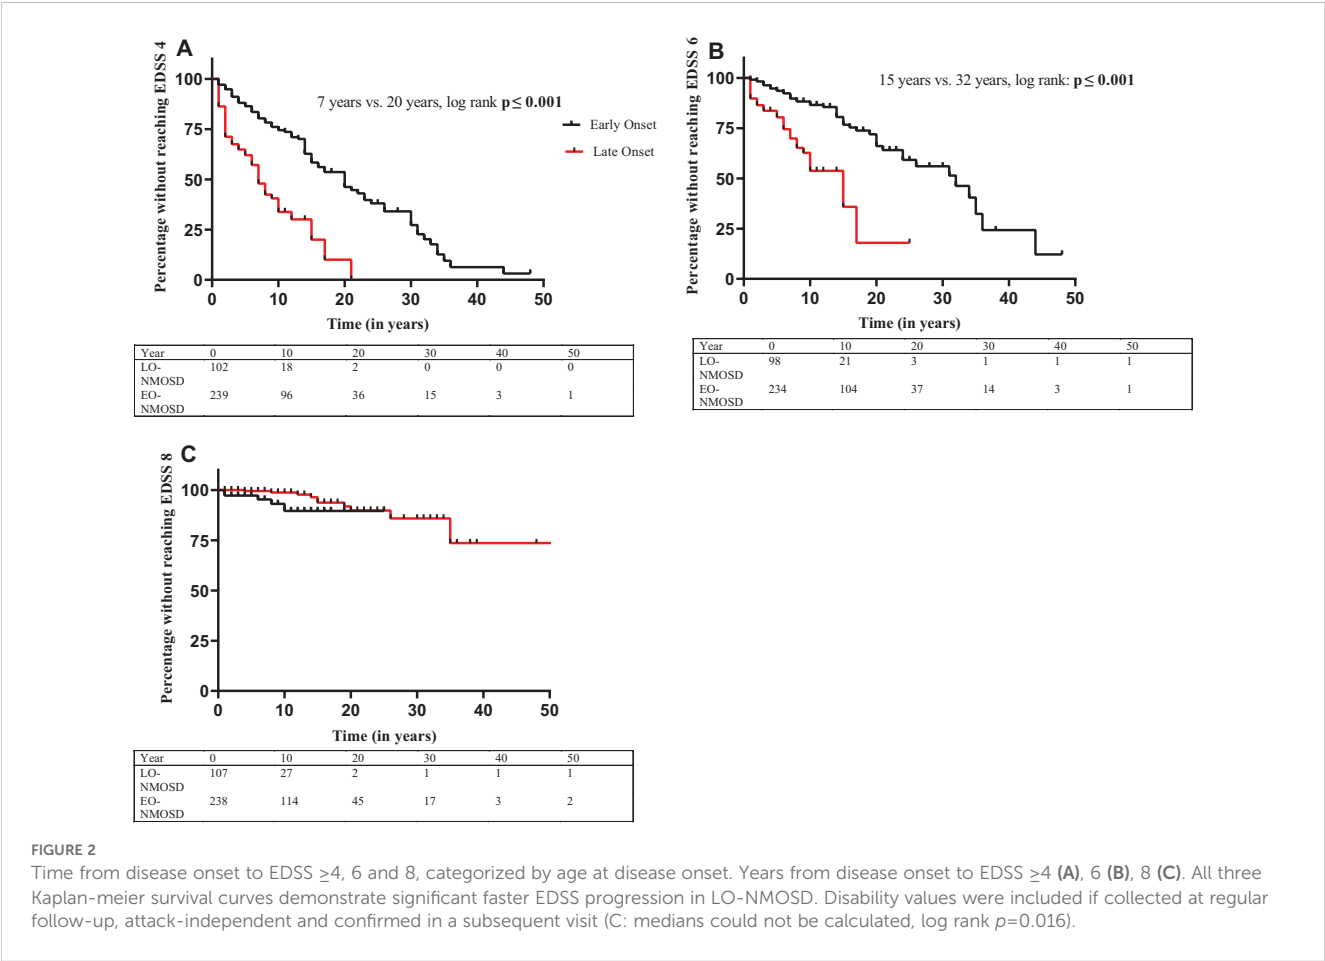 A
Percentage without reaching EDSS 4
100
75
50
25
0
7 years vs. 20 years, log rank p ≤ 0.001
Early Onset
Late Onset
0 10 20 30 40 50
Time (in years)
Year 0 10 20 30 40 50
LO- 102 18 2 0 0 0
NMOSD
EO- 239 96 36 15 3 1
NMOSD
B
Percentage without reaching EDSS 6
100
75
50
25
0
15 years vs. 32 years, log rank: p ≤ 0.001
0 10 20 30 40 50
Time (in years)
Year 0 10 20 30 40 50
LO- 98 21 3 1 1 1
NMOSD
EO- 234 104 37 14 3 1
NMOSD
C
Percentage without reaching EDSS 8
100
75
50
25
0
0 10 20 30 40 50
Time (in years)
Year 0 10 20 30 40 50
LO- 107 27 2 1 1 1
NMOSD
EO- 238 114 45 17 3 2
NMOSD
FIGURE 2
Time from disease onset to EDSS ≥4, 6 and 8, categorized by age at disease onset. Years from disease onset to EDSS ≥4 (A), 6 (B), 8 (C). All three
Kaplan-meier survival curves demonstrate significant faster EDSS progression in LO-NMOSD. Disability values were included if collected at regular
follow-up, attack-independent and confirmed in a subsequent visit (C: medians could not be calculated, log rank p=0.016).